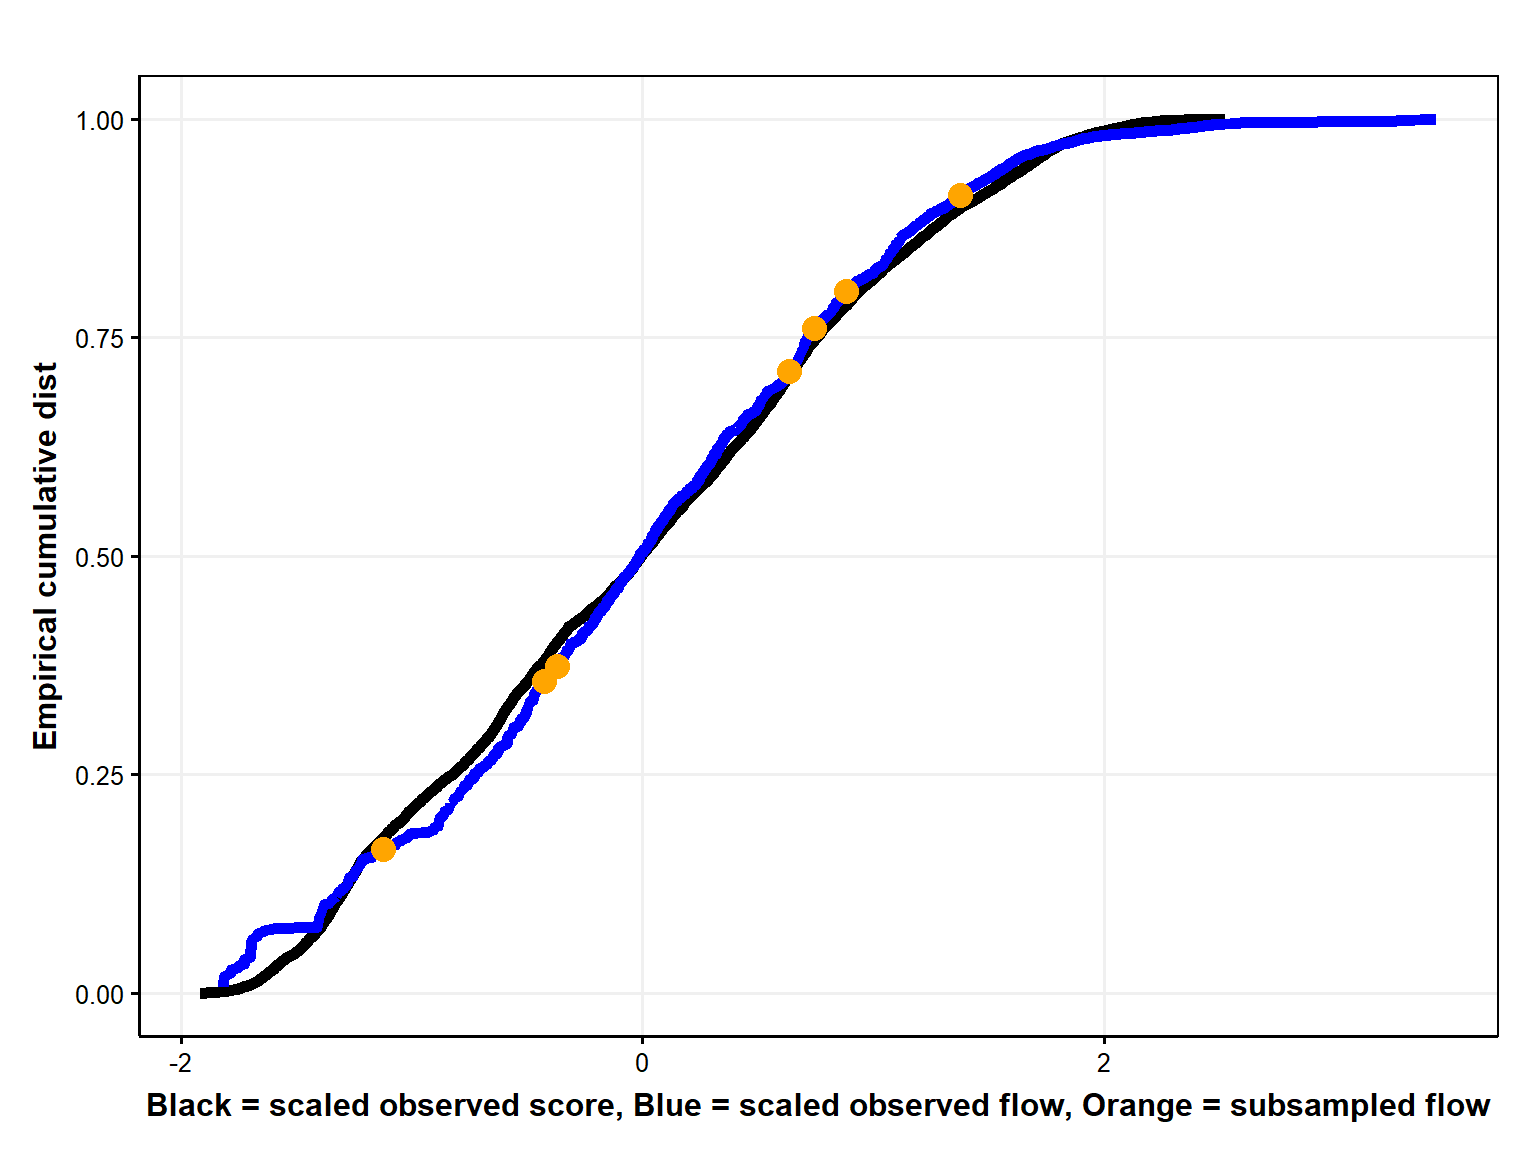 1.00
0.75
0.50
0.25
0.00
Empirical cumulative dist
-2 0 2
Black = scaled observed score, Blue = scaled observed flow, Orange = subsampled flow